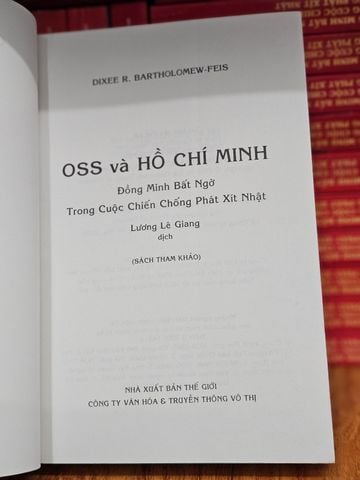 DIXEE R. BARTHOLOMEW-FEIS
OSS và HỒ CHÍ MINH
Đồng Minh Bất Ngờ
Trong Cuộc Chiến Chống Phát Xít Nhật
Lương Lê Giang
dịch
(SÁCH THAM KHẢO)
NHÀ XUẤT BẢN THẾ GIỚI
CÔNG TY VĂN HÓA & TRUYỀN THÔNG VÕ THỊ